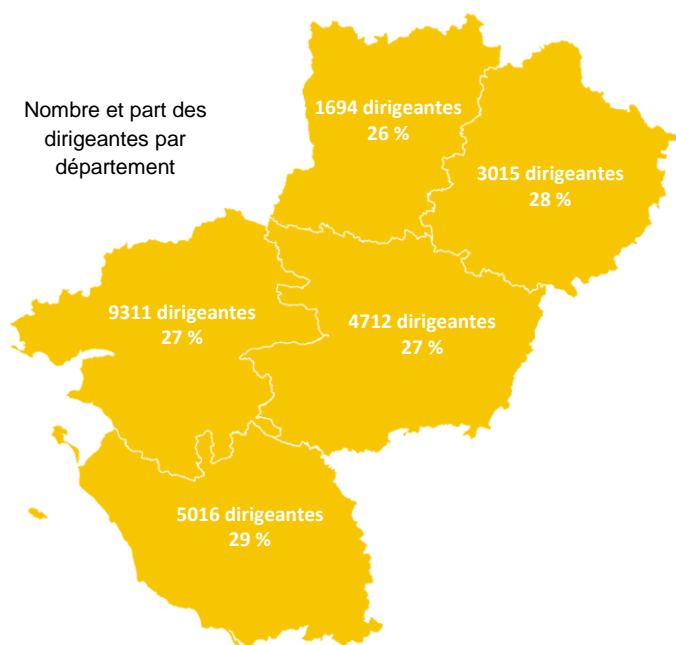 Nombre et part des
dirigeantes par
département
1694 dirigeantes
26 %
3015 dirigeantes
28 %
9311 dirigeantes
27 %
4712 dirigeantes
27 %
5016 dirigeantes
29 %